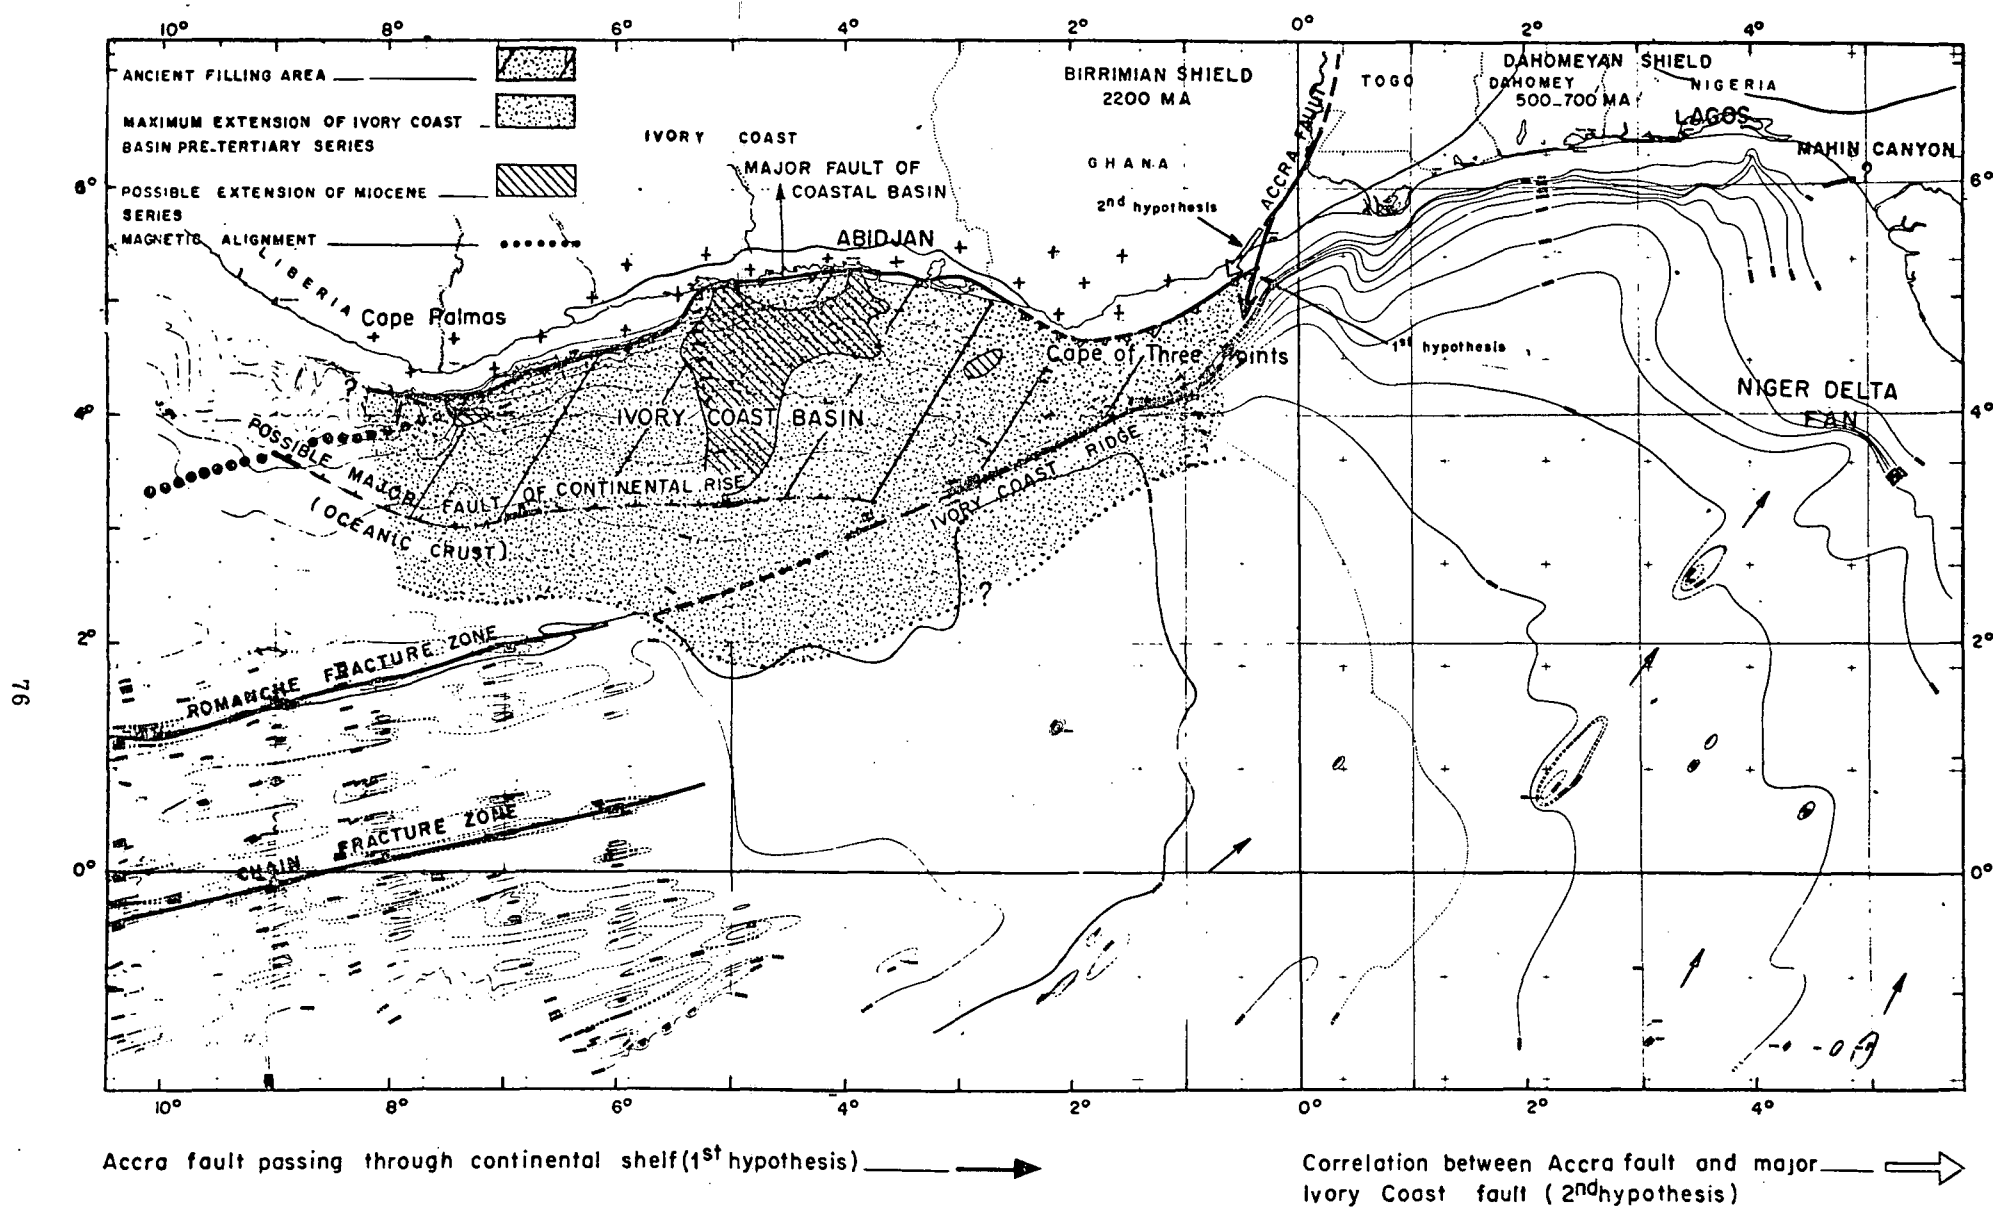 10° 8° 6° 4° 2° 0° 2° 4°
ANCIENT FILLING AREA
MAXIMUM EXTENSION OF IVORY COAST
BASIN PRE-TERTIARY SERIES
POSSIBLE EXTENSION OF MIOCENE
SERIES
MAGNETIC ALIGNMENT
BIRRIMIAN SHIELD
2200 MA
TOGO
DAHOMEYAN SHIELD
DAHOMEY
500-700 MA
NIGERIA
LAGOS
MAHIN CANYON
IVORY COAST
MAJOR FAULT OF
COASTAL BASIN
GHANA
ACCRA FAULT
2nd hypothesis
6° 6°
ABIDJAN
LIBERIA
Cape Palmas
Cape of Three Points
1st hypothesis
?
NIGER DELTA
FAN
4° 4°
IVORY COAST BASIN
POSSIBLE MAJOR FAULT OF CONTINENTAL RISE
(OCEANIC CRUST)
IVORY COAST RIDGE
?
2° 2°
ROMANCHE FRACTURE ZONE
76
CHAIN FRACTURE ZONE
0° 0°
10° 8° 6° 4° 2° 0° 2° 4°
Accra fault passing through continental shelf (1st hypothesis)
Correlation between Accra fault and major
Ivory Coast fault (2nd hypothesis)